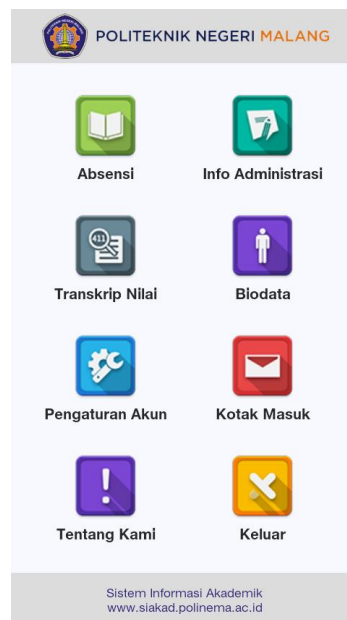 POLITEKNIK NEGERI MALANG
Absensi
Info Administrasi
411
Transkrip Nilai
Biodata
Pengaturan Akun
Kotak Masuk
Tentang Kami
Keluar
Sistem Informasi Akademik
www.siakad.polinema.ac.id